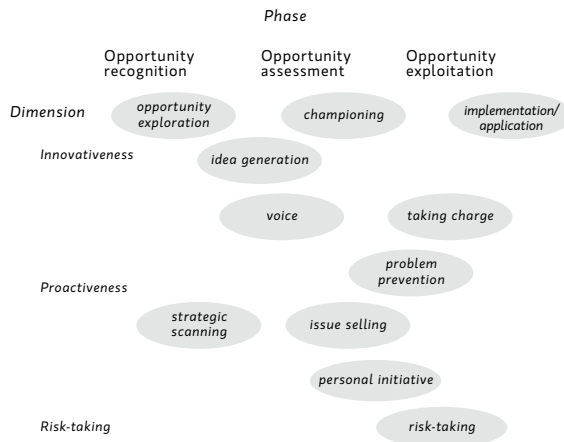 Phase
Opportunity
recognition
Opportunity
assessment
Opportunity
exploitation
Dimension
opportunity
exploration
championing
implementation/
application
Innovativeness
idea generation
voice
taking charge
problem
prevention
Proactiveness
strategic
scanning
issue selling
personal initiative
Risk-taking
risk-taking